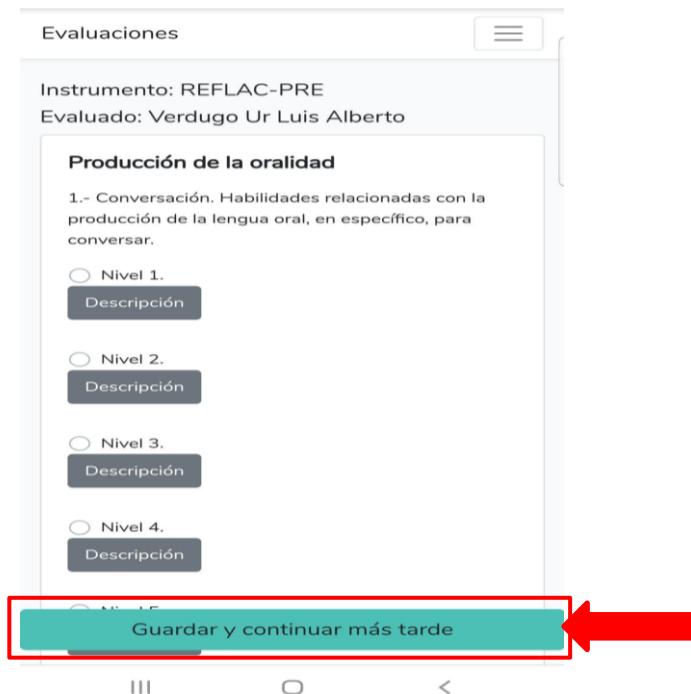 Evaluaciones
Instrumento: REFLAC-PRE
Evaluado: Verdugo Ur Luis Alberto
Producción de la oralidad
1.- Conversación. Habilidades relacionadas con la
producción de la lengua oral, en específico, para
conversar.
Nivel 1.
Descripción
Nivel 2.
Descripción
Nivel 3.
Descripción
Nivel 4.
Descripción
Guardar y continuar más tarde